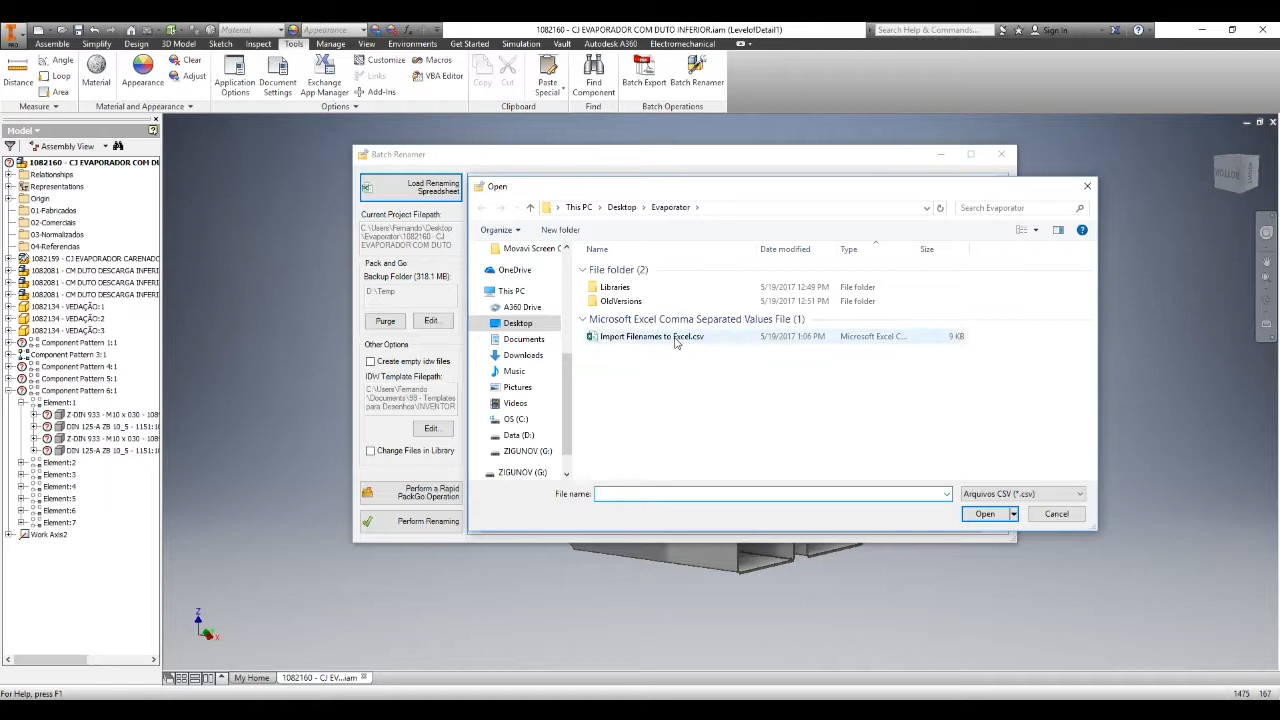 Material
Appearance
1082160 - CJ EVAPORADOR COM DUTO INFERIOR.iam (LevelofDetail1)
Search Help & Commands...
Sign In
PRO
Assemble Simplify Design 3D Model Sketch Inspect Tools Manage View Environments Get Started Simulation Vault Autodesk A360 Electromechanical
Distance
Angle
Loop
Area
Material
Appearance
Clear
Adjust
Application Options
Document Settings
Exchange App Manager
Customize
Links
Add-Ins
Macros
VBA Editor
Copy
Cut
Paste Special
Find Component
Batch Export
Batch Renamer
Measure
Material and Appearance
Options
Clipboard
Find
Batch Operations
Model
Assembly View
1082160 - CJ EVAPORADOR COM DU
Relationships
Representations
Origin
01-Fabricados
02-Comerciais
03-Normalizados
04-Referencias
1082159 - CJ EVAPORADOR CARENADO
1082081 - CM DUTO DESCARGA INFERI
1082081 - CM DUTO DESCARGA INFERI
1082081 - CM DUTO DESCARGA INFERI
1082134 - VEDAÇÃO:1
1082134 - VEDAÇÃO:2
1082134 - VEDAÇÃO:3
Component Pattern 1:1
Component Pattern 3:1
Component Pattern 4:1
Component Pattern 5:1
Component Pattern 6:1
Element:1
Z-DIN 933 - M10 x 030 - 108
DIN 125-A ZB 10_5 - 1151:10
Z-DIN 933 - M10 x 030 - 108
DIN 125-A ZB 10_5 - 1151:10
Element:2
Element:3
Element:4
Element:5
Element:6
Element:7
Work Axis2
Batch Renamer
Load Renaming
Spreadsheet
Current Project Filepath:
C:\Users\Fernando\Desktop
\Evaporator\1082160 - CJ
EVAPORADOR COM DUTO
Pack and Go
Backup Folder (318.1 MB)
D:\Temp
Purge
Edit...
Other Options
Create empty idw files
IDW Template Filepath:
C:\Users\Fernando
\Documents\99 - Templates
para Desenhos\INVENTOR
Edit...
Change Files in Library
Perform a Rapid
PackGo Operation
Perform Renaming
Open
This PC > Desktop > Evaporator >
Search Evaporator
Organize
New folder
Movavi Screen C
OneDrive
This PC
A360 Drive
Desktop
Documents
Downloads
Music
Pictures
Videos
OS (C:)
Data (D:)
ZIGUNOV (G:)
ZIGUNOV (G:)
Name Date modified Type Size
File folder (2)
Libraries 5/19/2017 12:49 PM File folder
OldVersions 5/19/2017 12:51 PM File folder
Microsoft Excel Comma Separated Values File (1)
Import Filenames to Excel.csv 5/19/2017 1:06 PM Microsoft Excel C... 9 KB
File name:
Arquivos CSV (*.csv)
Open
Cancel
Z
X
My Home
1082160 - CJ EV...iam
For Help, press F1
1475 167